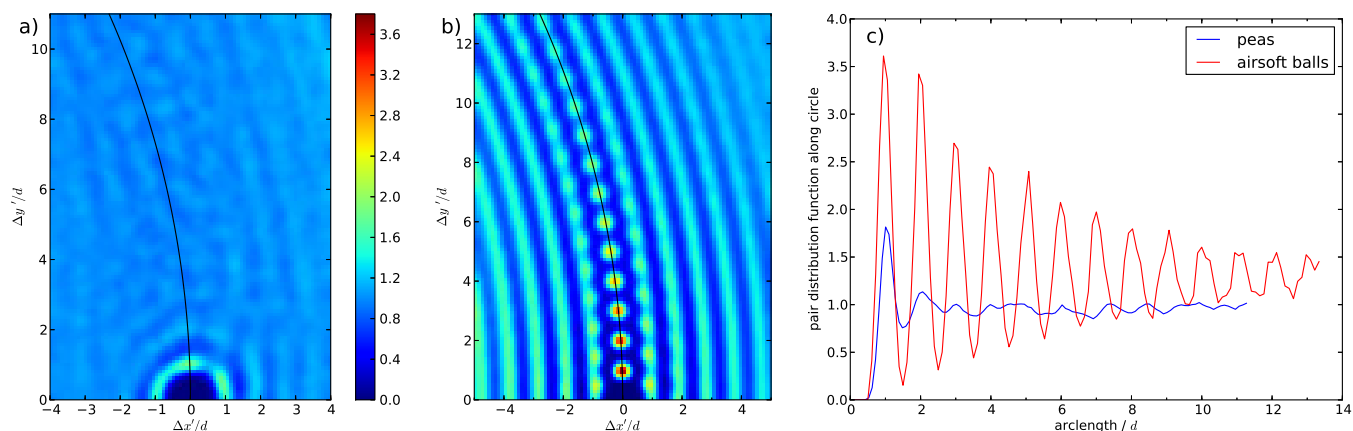 a)
10
8
6
4
2
0
Δy'/d
−4 −3 −2 −1 0 1 2 3 4
Δx'/d
3.6
3.2
2.8
2.4
2.0
1.6
1.2
0.8
0.4
0.0
b)
12
10
8
6
4
2
0
Δy'/d
−4 −2 0 2 4
Δx'/d
c)
peas
airsoft balls
4.0
3.5
3.0
2.5
2.0
1.5
1.0
0.5
0.0
pair distribution function along circle
0 2 4 6 8 10 12 14
arclength / d